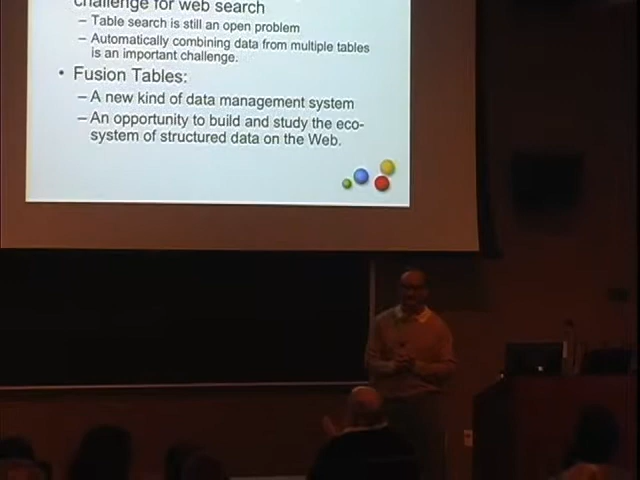 challenge for web search
– Table search is still an open problem
– Automatically combining data from multiple tables
is an important challenge.
• Fusion Tables:
– A new kind of data management system
– An opportunity to build and study the eco-
system of structured data on the Web.